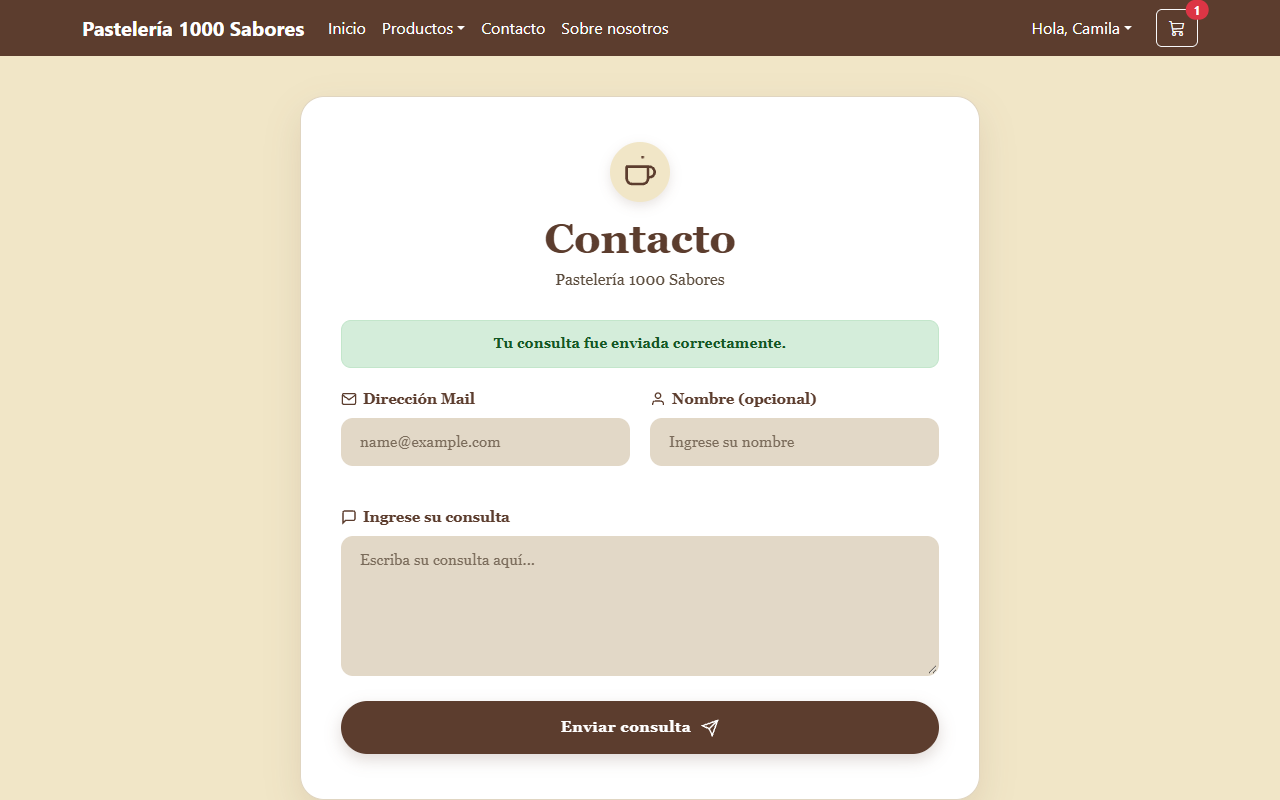 Pastelería 1000 Sabores Inicio Productos Contacto Sobre nosotros Hola, Camila 1
Contacto
Pastelería 1000 Sabores
Tu consulta fue enviada correctamente.
Dirección Mail Nombre (opcional)
name@example.com Ingrese su nombre
Ingrese su consulta
Escriba su consulta aquí...
Enviar consulta